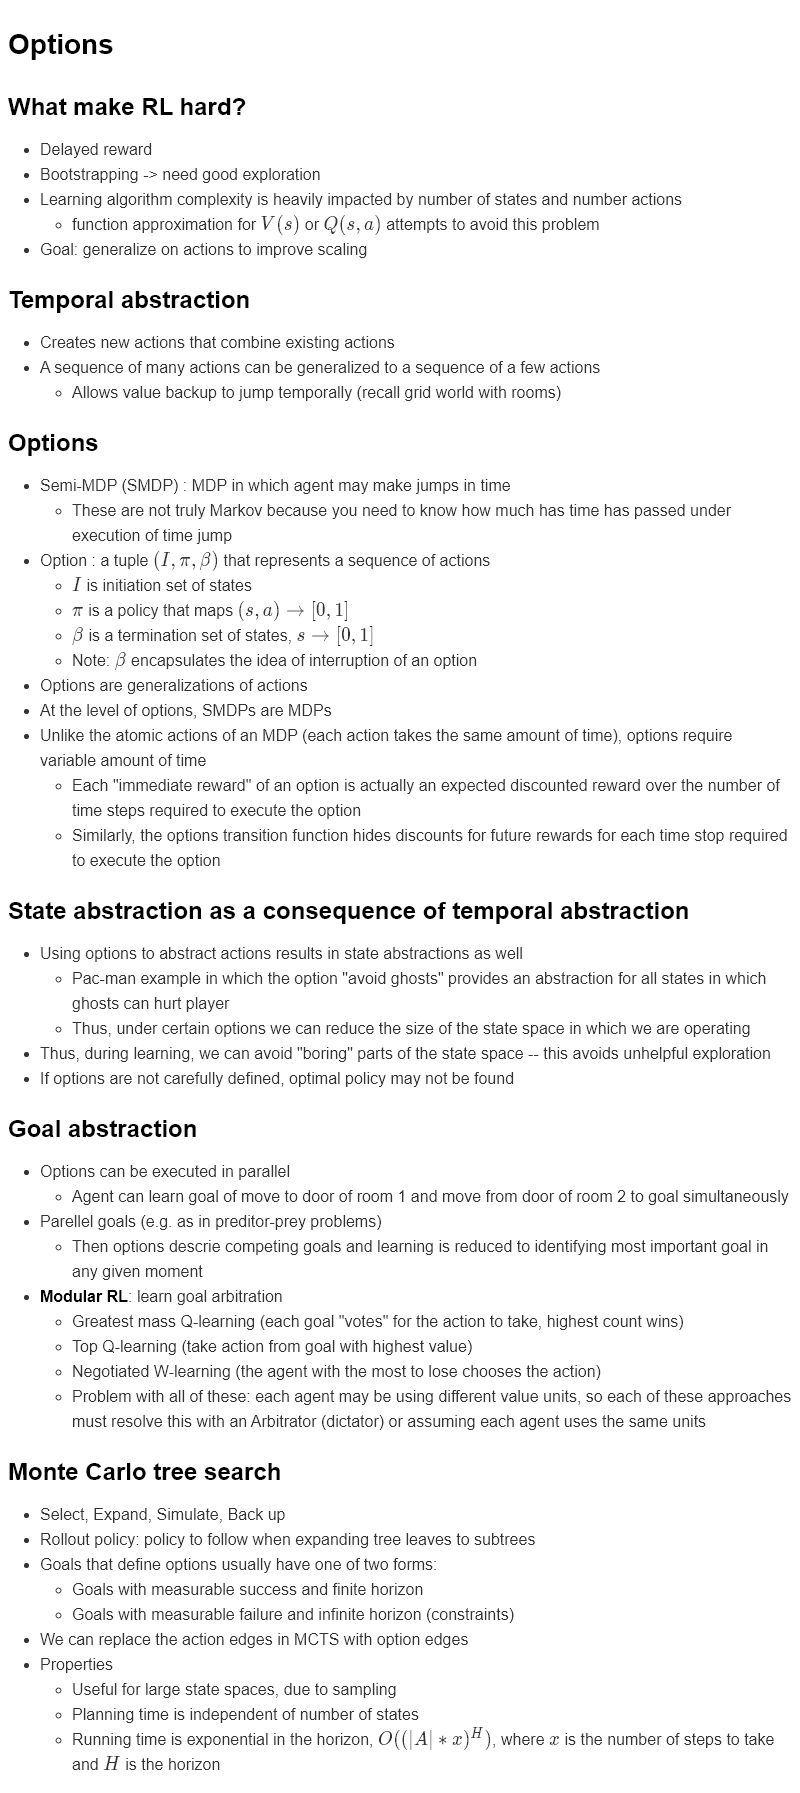 Options
What make RL hard?
• Delayed reward
• Bootstrapping -> need good exploration
• Learning algorithm complexity is heavily impacted by number of states and number actions
◦ function approximation for V(s) or Q(s, a) attempts to avoid this problem
• Goal: generalize on actions to improve scaling
Temporal abstraction
• Creates new actions that combine existing actions
• A sequence of many actions can be generalized to a sequence of a few actions
◦ Allows value backup to jump temporally (recall grid world with rooms)
Options
• Semi-MDP (SMDP) : MDP in which agent may make jumps in time
◦ These are not truly Markov because you need to know how much has time has passed under
execution of time jump
• Option : a tuple (I, π, β) that represents a sequence of actions
◦ I is initiation set of states
◦ π is a policy that maps (s, a) → [0, 1]
◦ β is a termination set of states, s → [0, 1]
◦ Note: β encapsulates the idea of interruption of an option
• Options are generalizations of actions
• At the level of options, SMDPs are MDPs
• Unlike the atomic actions of an MDP (each action takes the same amount of time), options require
variable amount of time
◦ Each "immediate reward" of an option is actually an expected discounted reward over the number of
time steps required to execute the option
◦ Similarly, the options transition function hides discounts for future rewards for each time stop required
to execute the option
State abstraction as a consequence of temporal abstraction
• Using options to abstract actions results in state abstractions as well
◦ Pac-man example in which the option "avoid ghosts" provides an abstraction for all states in which
ghosts can hurt player
◦ Thus, under certain options we can reduce the size of the state space in which we are operating
• Thus, during learning, we can avoid "boring" parts of the state space -- this avoids unhelpful exploration
• If options are not carefully defined, optimal policy may not be found
Goal abstraction
• Options can be executed in parallel
◦ Agent can learn goal of move to door of room 1 and move from door of room 2 to goal simultaneously
• Parellel goals (e.g. as in preditor-prey problems)
◦ Then options descrie competing goals and learning is reduced to identifying most important goal in
any given moment
• Modular RL: learn goal arbitration
◦ Greatest mass Q-learning (each goal "votes" for the action to take, highest count wins)
◦ Top Q-learning (take action from goal with highest value)
◦ Negotiated W-learning (the agent with the most to lose chooses the action)
◦ Problem with all of these: each agent may be using different value units, so each of these approaches
must resolve this with an Arbitrator (dictator) or assuming each agent uses the same units
Monte Carlo tree search
• Select, Expand, Simulate, Back up
• Rollout policy: policy to follow when expanding tree leaves to subtrees
• Goals that define options usually have one of two forms:
◦ Goals with measurable success and finite horizon
◦ Goals with measurable failure and infinite horizon (constraints)
• We can replace the action edges in MCTS with option edges
• Properties
◦ Useful for large state spaces, due to sampling
◦ Planning time is independent of number of states
◦ Running time is exponential in the horizon, O((|A| * x)^H), where x is the number of steps to take
and H is the horizon